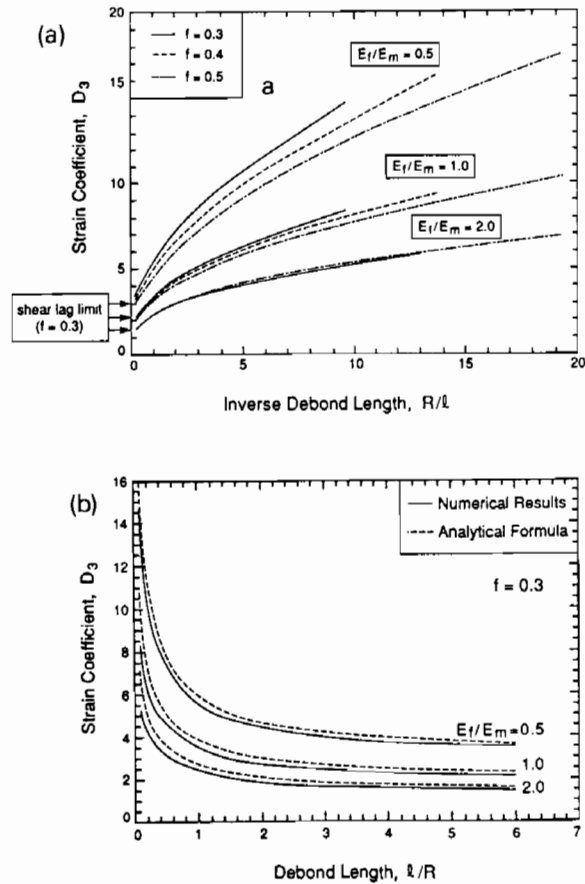 (a)
Strain Coefficient, D₃
20
15
10
5
0
f = 0.3
f = 0.4
f = 0.5
a
E_f/E_m = 0.5
E_f/E_m = 1.0
E_f/E_m = 2.0
shear lag limit
(f = 0.3)
0 5 10 15 20
Inverse Debond Length, R/ℓ
(b)
Strain Coefficient, D₃
16
14
12
10
8
6
4
2
0
Numerical Results
Analytical Formula
f = 0.3
E_f/E_m = 0.5
1.0
2.0
0 1 2 3 4 5 6 7
Debond Length, ℓ/R